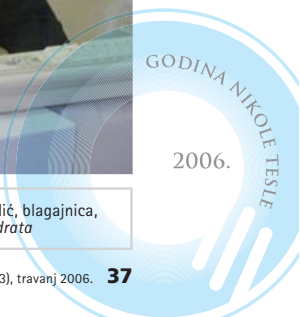 GODINA NIKOLE TESLE
2006.
lić, blagajnica,
drata
3), travanj 2006. 37